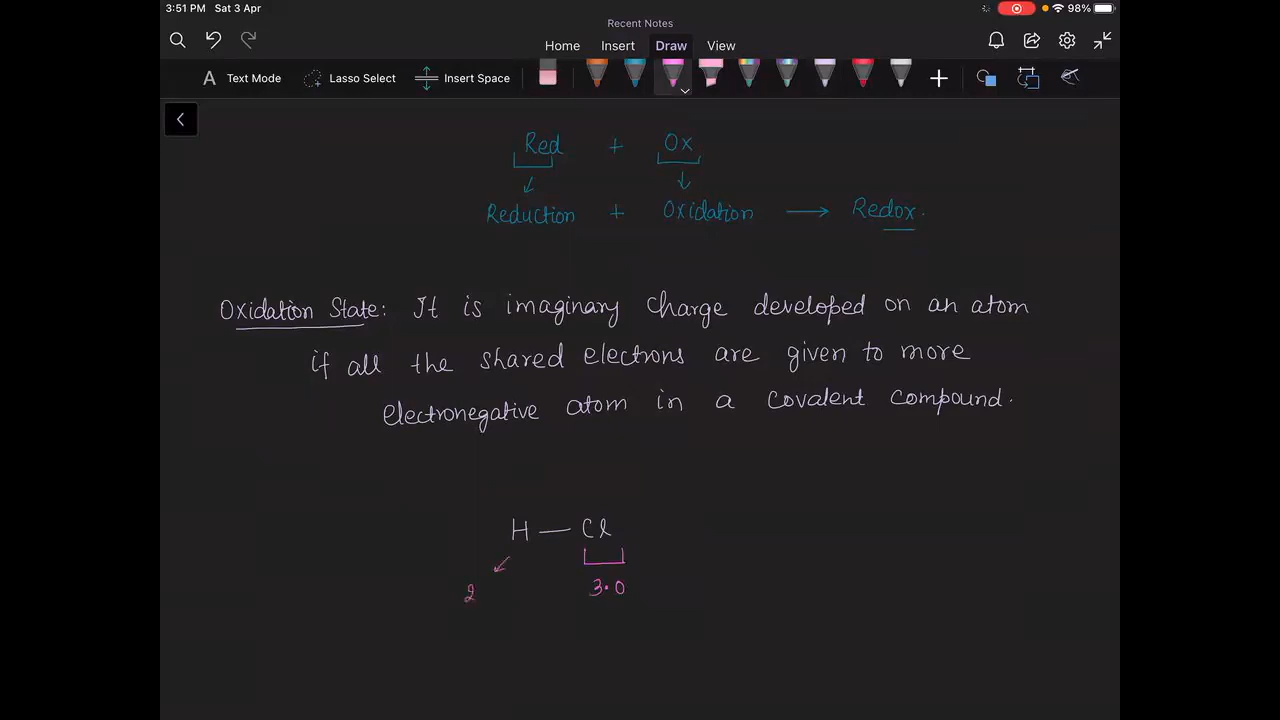 3:51 PM Sat 3 Apr
98%
Recent Notes
Home Insert Draw View
Text Mode Lasso Select Insert Space
Red + Ox
Reduction + Oxidation → Redox.
Oxidation State: It is imaginary charge developed on an atom
if all the shared electrons are given to more
electronegative atom in a covalent compound.
H — Cl
2 3.0